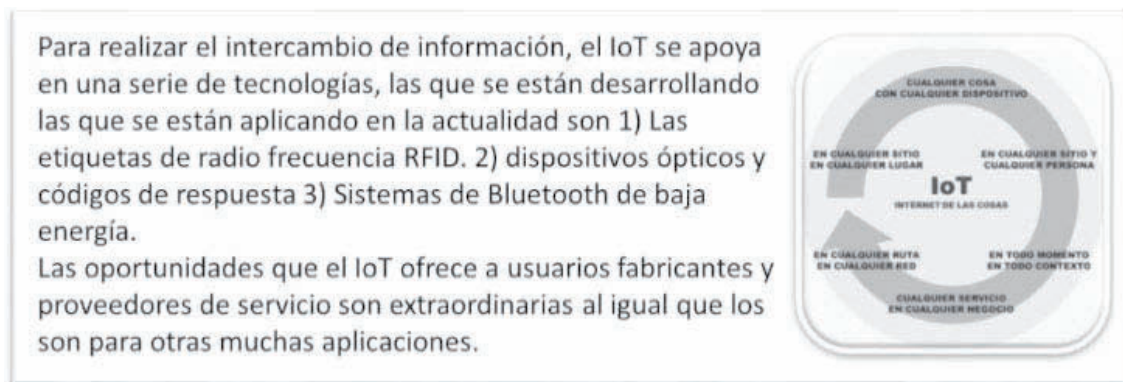 Para realizar el intercambio de información, el IoT se apoya
en una serie de tecnologías, las que se están desarrollando
las que se están aplicando en la actualidad son 1) Las
etiquetas de radio frecuencia RFID. 2) dispositivos ópticos y
códigos de respuesta 3) Sistemas de Bluetooth de baja
energía.
Las oportunidades que el IoT ofrece a usuarios fabricantes y
proveedores de servicio son extraordinarias al igual que los
son para otras muchas aplicaciones.
CUALQUIER COSA
CON CUALQUIER DISPOSITIVO
EN CUALQUIER SITIO
EN CUALQUIER LUGAR
EN CUALQUIER SITIO Y
CUALQUIER PERSONA
IoT
INTERNET DE LAS COSAS
EN CUALQUIER RUTA
EN CUALQUIER RED
EN TODO MOMENTO
EN TODO CONTEXTO
CUALQUIER SERVICIO
EN CUALQUIER NEGOCIO